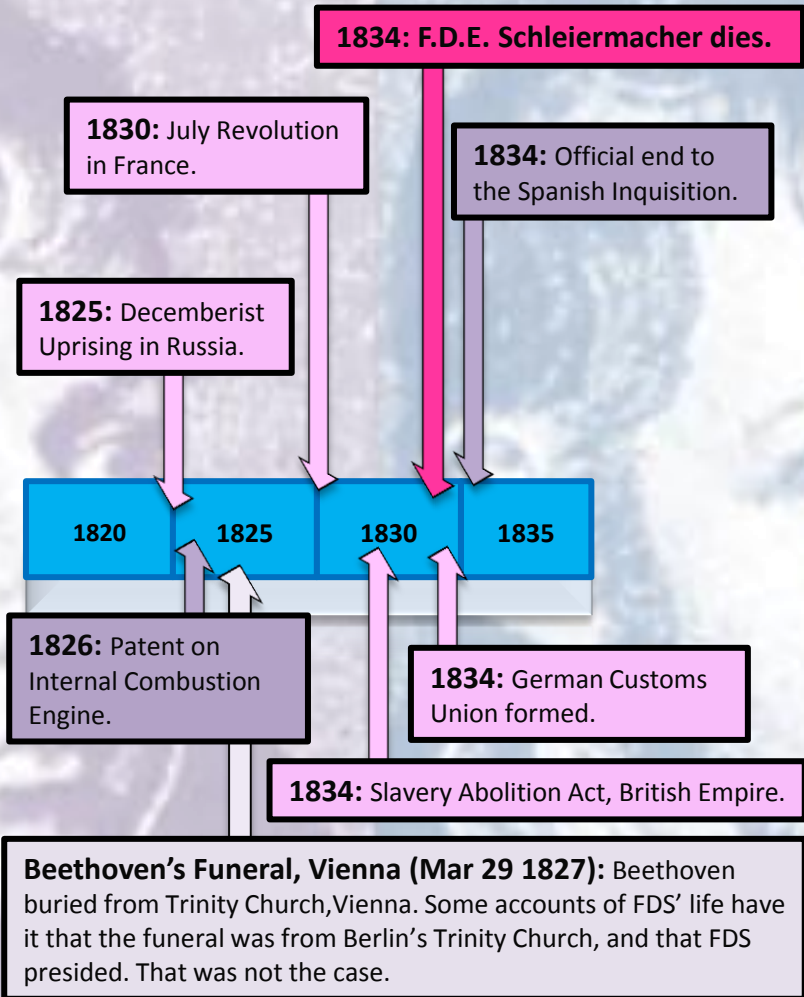 1834: F.D.E. Schleiermacher dies.
1830: July Revolution
in France.
1834: Official end to
the Spanish Inquisition.
1825: Decemberist
Uprising in Russia.
1820 1825 1830 1835
1826: Patent on
Internal Combustion
Engine.
1834: German Customs
Union formed.
1834: Slavery Abolition Act, British Empire.
Beethoven’s Funeral, Vienna (Mar 29 1827): Beethoven
buried from Trinity Church,Vienna. Some accounts of FDS’ life have
it that the funeral was from Berlin’s Trinity Church, and that FDS
presided. That was not the case.